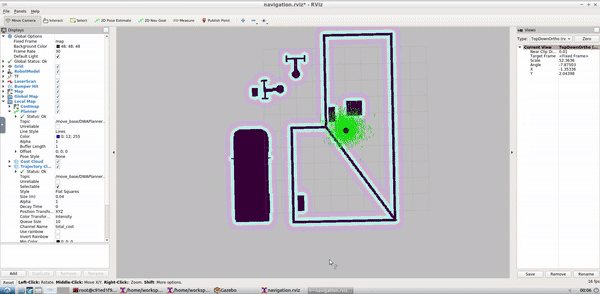 navigation.rviz* - RViz
File Panels Help
Move Camera Interact Select 2D Pose Estimate 2D Nav Goal Measure Publish Point
Displays
Global Options
Fixed Frame map
Background Color 48; 48; 48
Frame Rate 30
Default Light
Global Status: Ok
Grid
RobotModel
TF
LaserScan
Bumper Hit
Map
Global Map
Local Map
Costmap
Planner
Status: Ok
Topic /move_base/DWAPlanner...
Unreliable
Line Style Lines
Color 0; 12; 255
Alpha 1
Buffer Length 1
Offset 0; 0; 0
Pose Style None
Cost Cloud
Trajectory Cl...
Status: Ok
Topic /move_base/DWAPlanner...
Unreliable
Selectable
Style Flat Squares
Size (m) 0.04
Alpha 1
Decay Time 0
Position Transfor... XYZ
Color Transformer Intensity
Queue Size 10
Channel Name total_cost
Use rainbow
Invert Rainbow
Min Color 0; 0; 0
Add Duplicate Remove Rename
Views
Type: TopDownOrtho (rv Zero
Current View TopDownOrtho (rv...
Near Clip Di... 0.01
Target Frame <Fixed Frame>
Scale 52.3636
Angle -7.87503
X -1.35336
Y 2.04398
Save Remove Rename
Reset Left-Click: Rotate. Middle-Click: Move X/Y. Right-Click: Zoom. Shift: More options.
/home/worksp... /home/worksp... Gazebo navigation.rviz 00:06